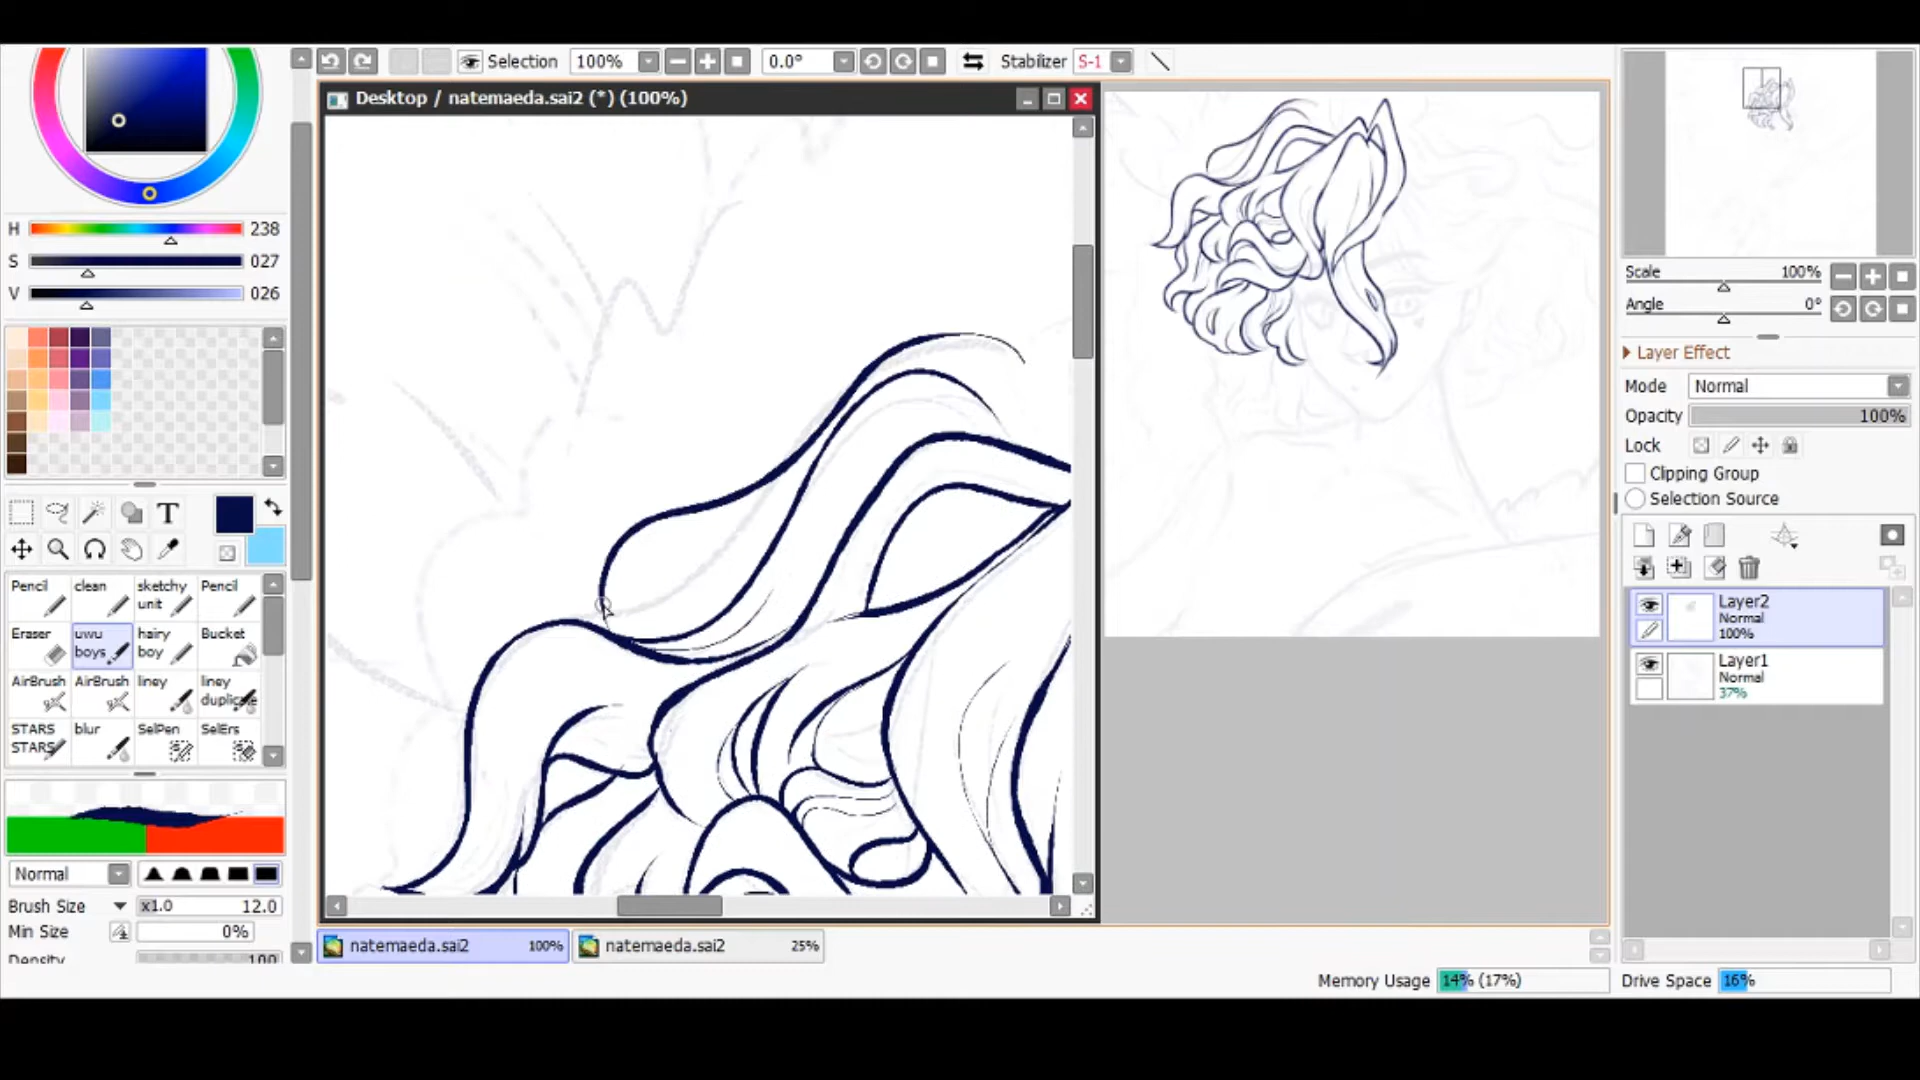 Selection 100% 0.0° Stabilizer S-1
Desktop / natemaeda.sai2 (*) (100%)
H 238
S 027
V 026
T
Pencil clean sketchy unit Pencil
Eraser uwu boys hairy boy Bucket
AirBrush AirBrush liney liney duplicate
STARS STARS blur SelPen SelErs
Normal
Brush Size x1.0 12.0
Min Size 0%
Density 100
natemaeda.sai2 100% natemaeda.sai2 25%
Scale 100%
Angle 0°
Layer Effect
Mode Normal
Opacity 100%
Lock
Clipping Group
Selection Source
Layer2
Normal
100%
Layer1
Normal
37%
Memory Usage 14% (17%) Drive Space 16%